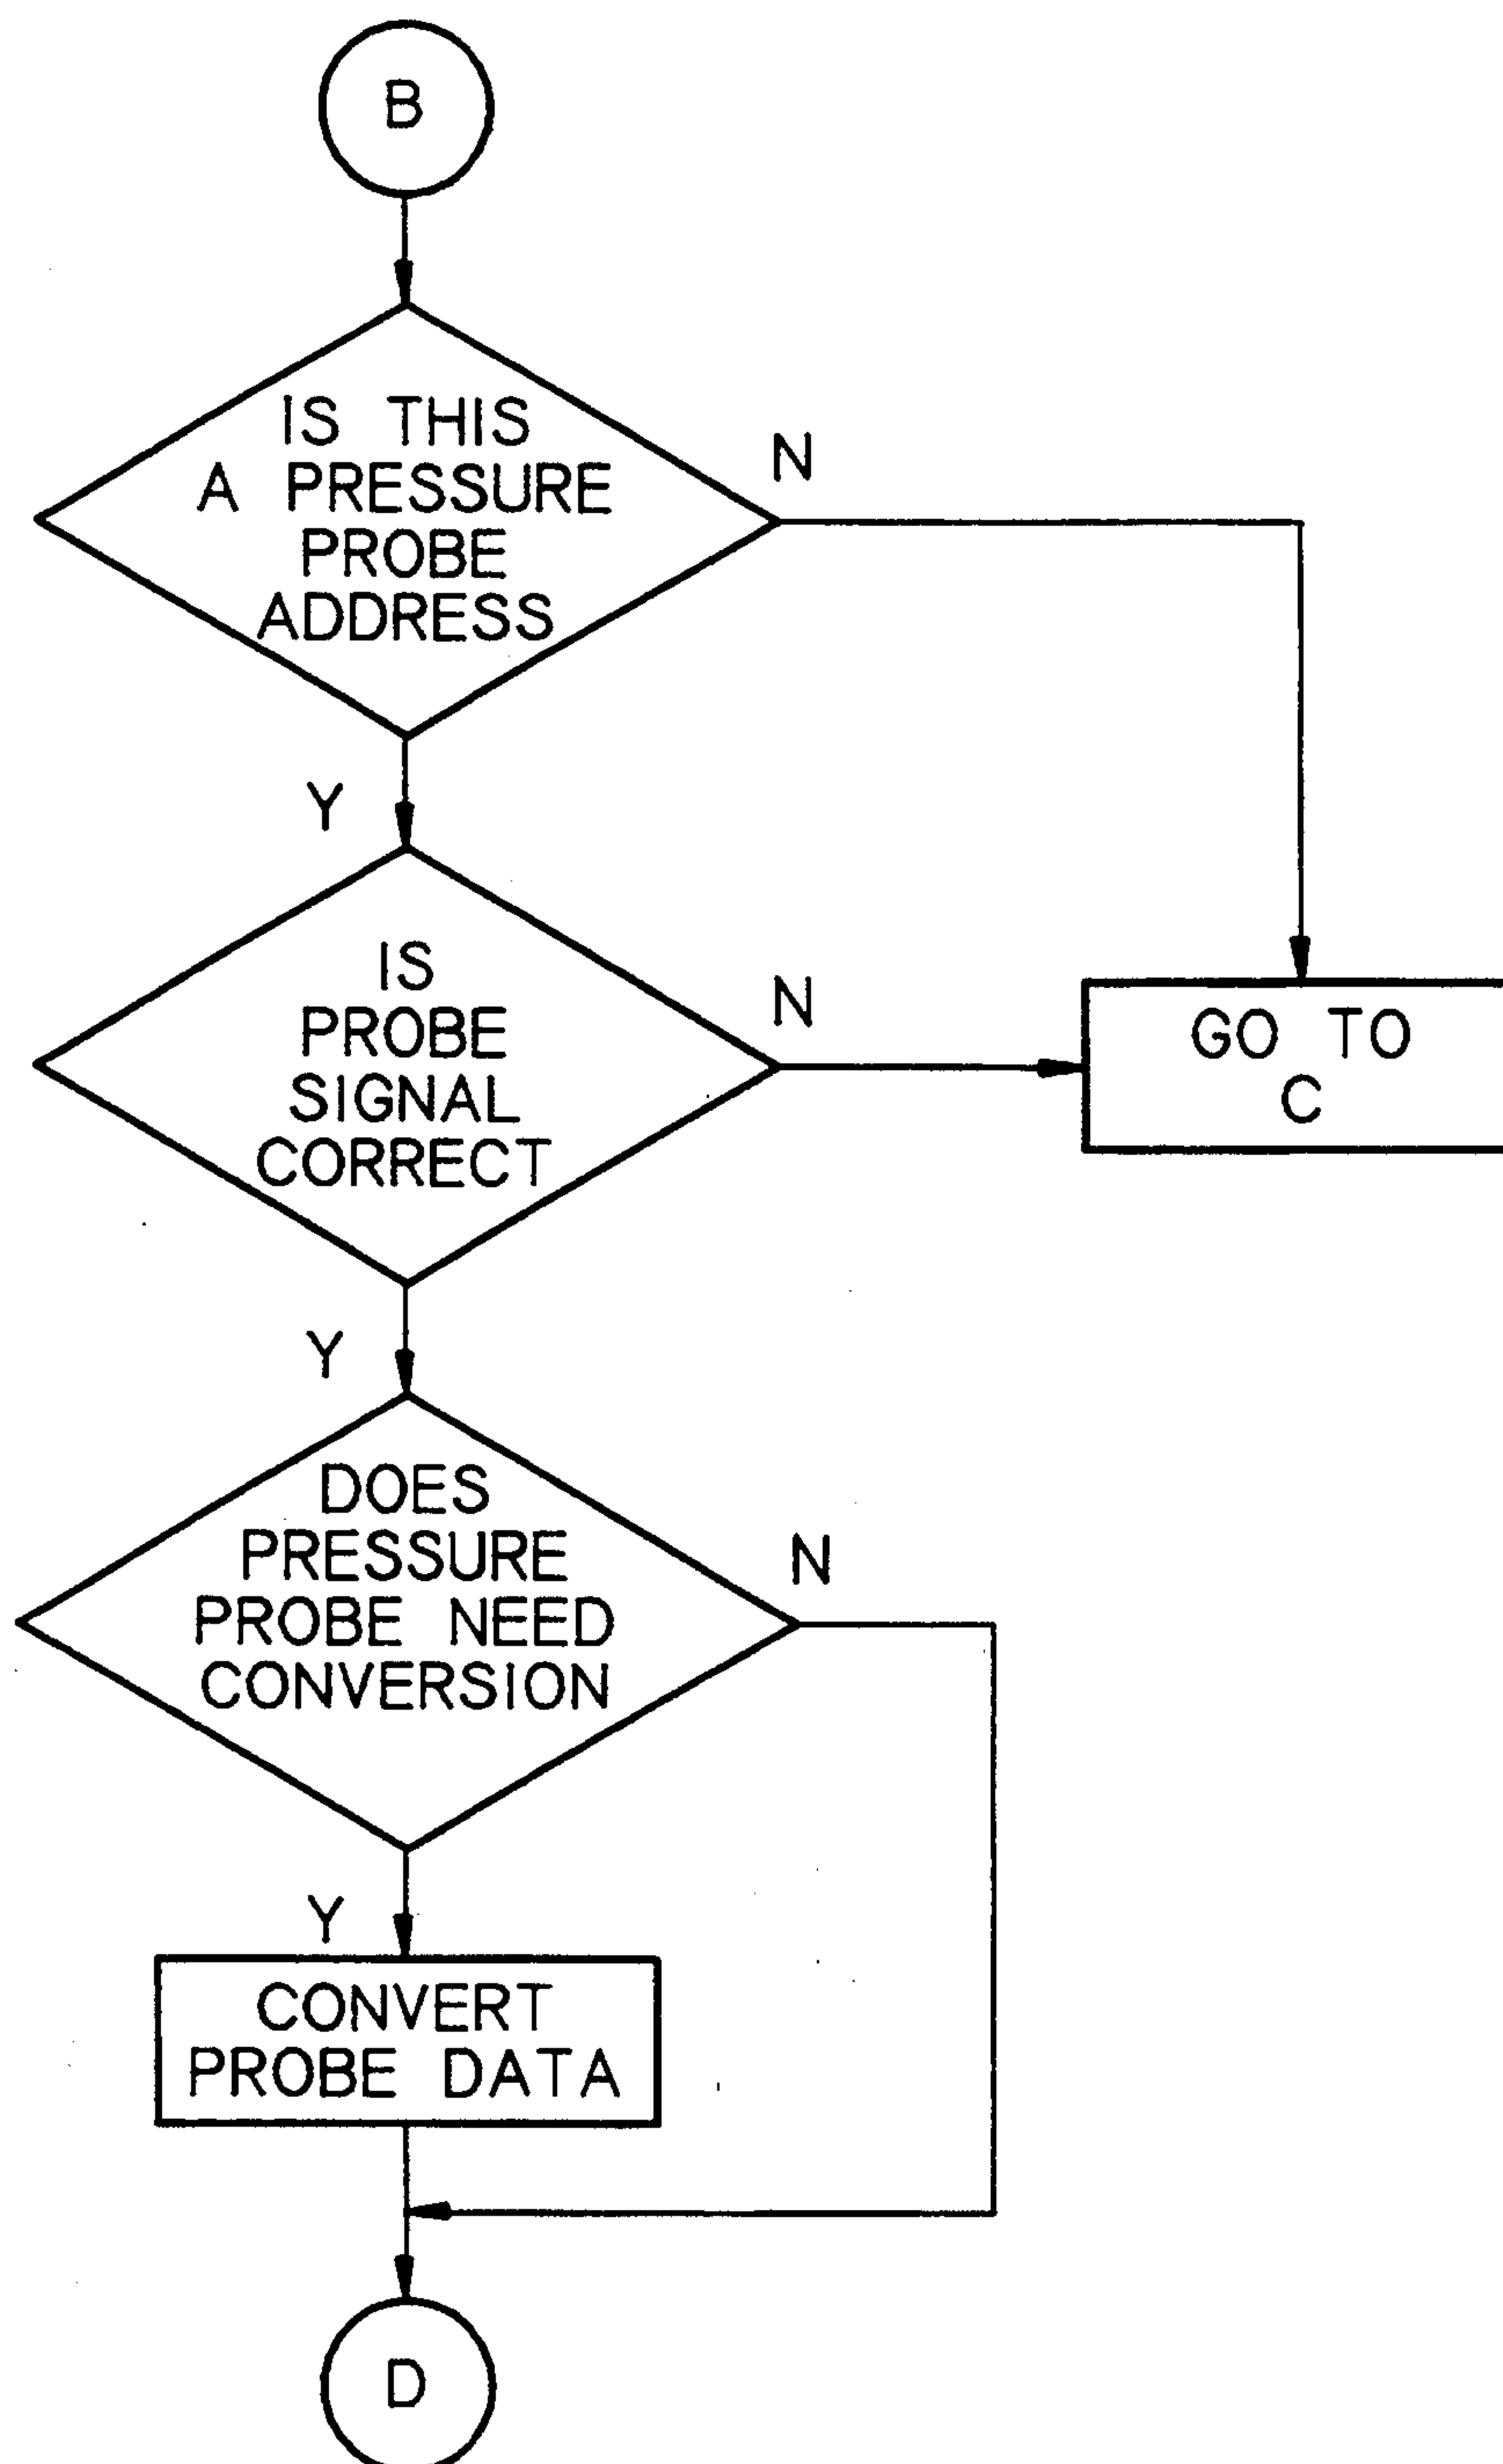 B
IS THIS
A PRESSURE
PROBE
ADDRESS
N
Y
IS
PROBE
SIGNAL
CORRECT
N
GO TO
C
Y
DOES
PRESSURE
PROBE NEED
CONVERSION
N
Y
CONVERT
PROBE DATA
D